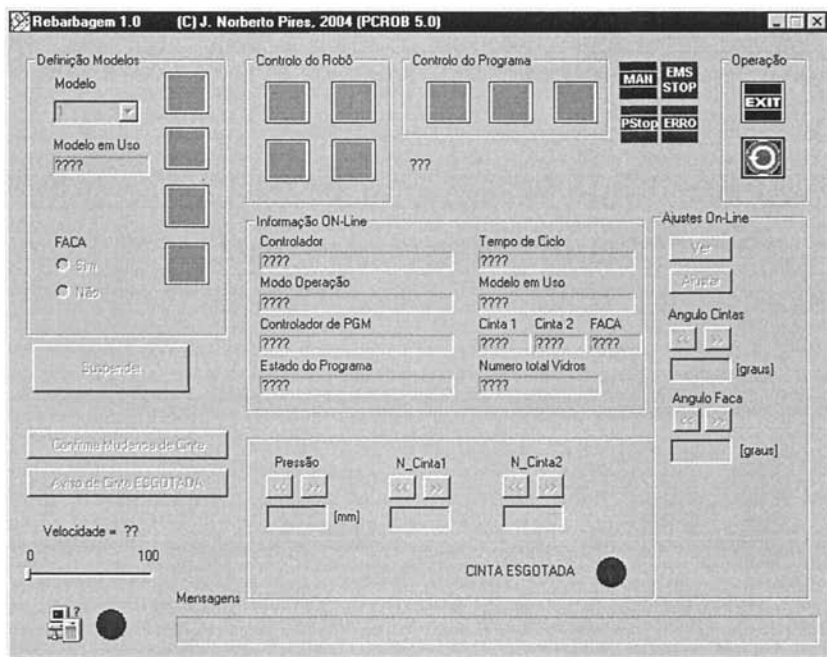 Rebarbagem 1.0 (C) J. Norberto Pires, 2004 (PCROB 5.0)
Definição Modelos
Modelo
1
Modelo em Uso
????
FACA
Sim
Não
Suspender
Confirma Mudança de Cinta
Aviso de Cinta ESGOTADA
Velocidade = ??
0 100
?
Controlo do Robô
Controlo do Programa
???
MAN
EMS STOP
PStop
ERRO
Operação
EXIT
Informação ON-Line
Controlador
????
Modo Operação
????
Controlador de PGM
????
Estado do Programa
????
Tempo de Ciclo
????
Modelo em Uso
????
Cinta 1 Cinta 2 FACA
???? ???? ????
Numero total Vidros
????
Ajustes On-Line
Ver
Ajustar
Angulo Cintas
<< >>
[graus]
Angulo Faca
<< >>
[graus]
Pressão N_Cinta1 N_Cinta2
<< >> << >> << >>
[mm]
CINTA ESGOTADA
Mensagens